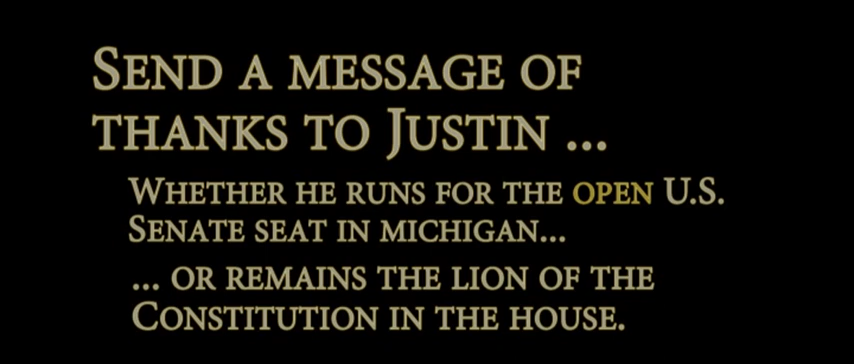 Send a message of
thanks to Justin ...
Whether he runs for the open U.S.
Senate seat in michigan...
... or remains the lion of the
Constitution in the house.